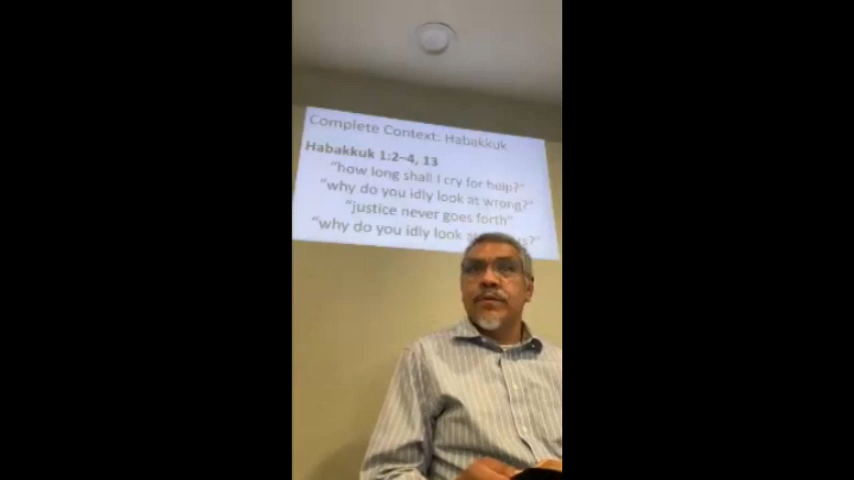 Complete Context: Habakkuk
Habakkuk 1:2–4, 13
"how long shall I cry for help?"
"why do you idly look at wrong?"
"justice never goes forth"
"why do you idly look